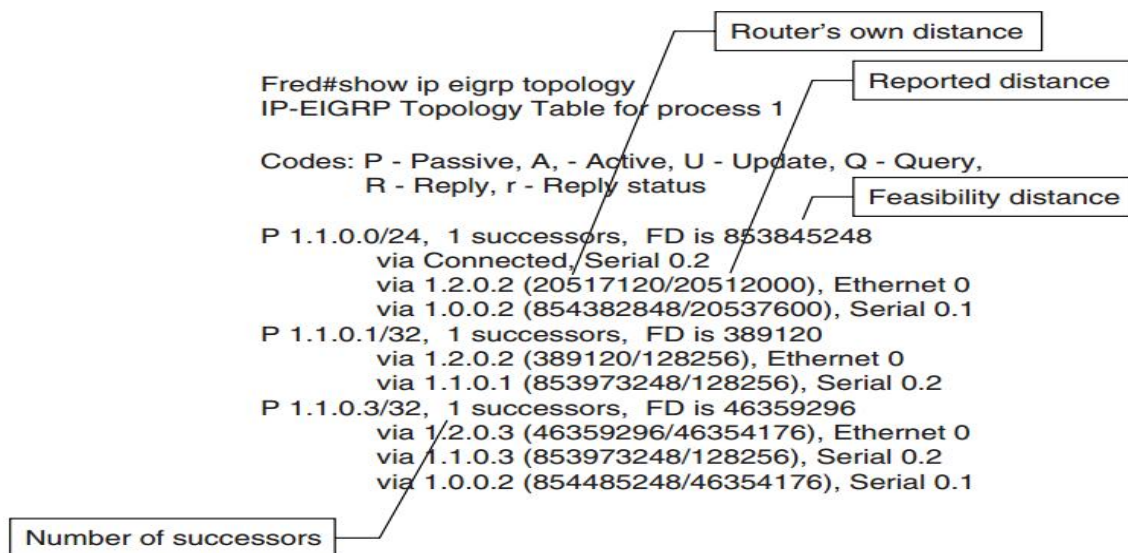 Router's own distance
Fred#show ip eigrp topology
Reported distance
IP-EIGRP Topology Table for process 1
Codes: P - Passive, A, - Active, U - Update, Q - Query,
R - Reply, r - Reply status
Feasibility distance
P 1.1.0.0/24, 1 successors, FD is 853845248
via Connected, Serial 0.2
via 1.2.0.2 (20517120/20512000), Ethernet 0
via 1.0.0.2 (854382848/20537600), Serial 0.1
P 1.1.0.1/32, 1 successors, FD is 389120
via 1.2.0.2 (389120/128256), Ethernet 0
via 1.1.0.1 (853973248/128256), Serial 0.2
P 1.1.0.3/32, 1 successors, FD is 46359296
via 1.2.0.3 (46359296/46354176), Ethernet 0
via 1.1.0.3 (853973248/128256), Serial 0.2
via 1.0.0.2 (854485248/46354176), Serial 0.1
Number of successors